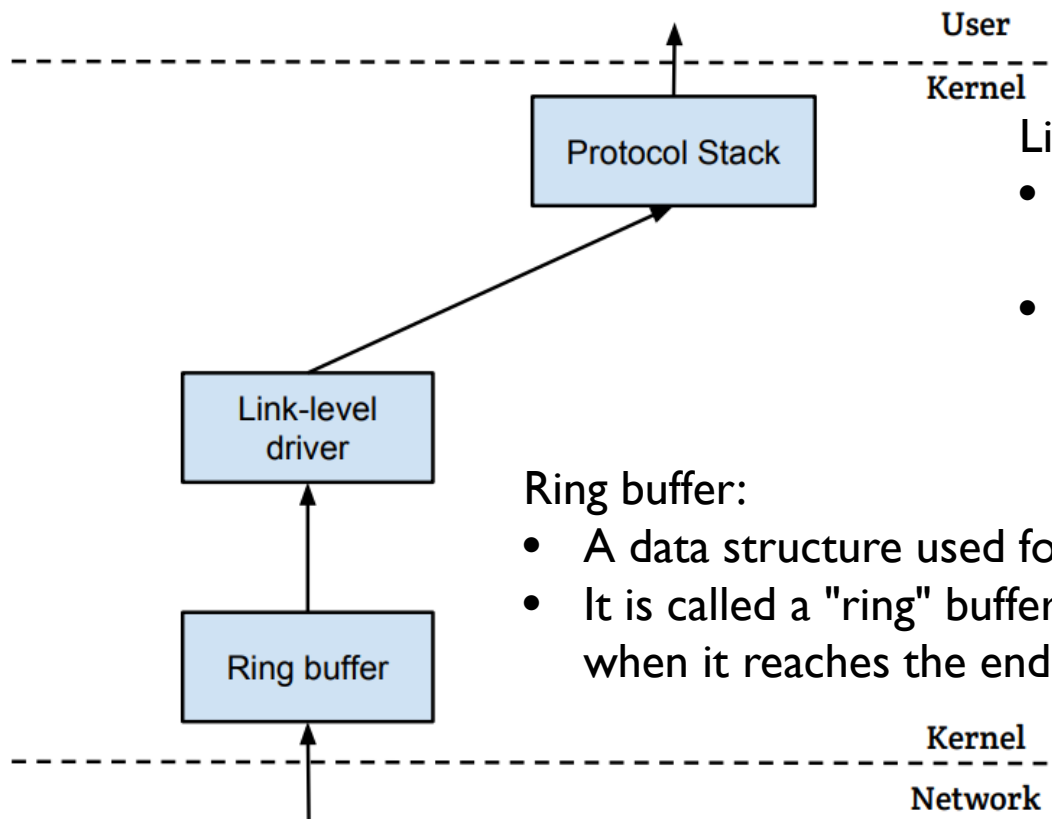 User
Kernel
Protocol Stack
Li
•
•
Link-level
driver
Ring buffer:
• A data structure used fo
• It is called a "ring" buffer
when it reaches the end
Ring buffer
Kernel
Network